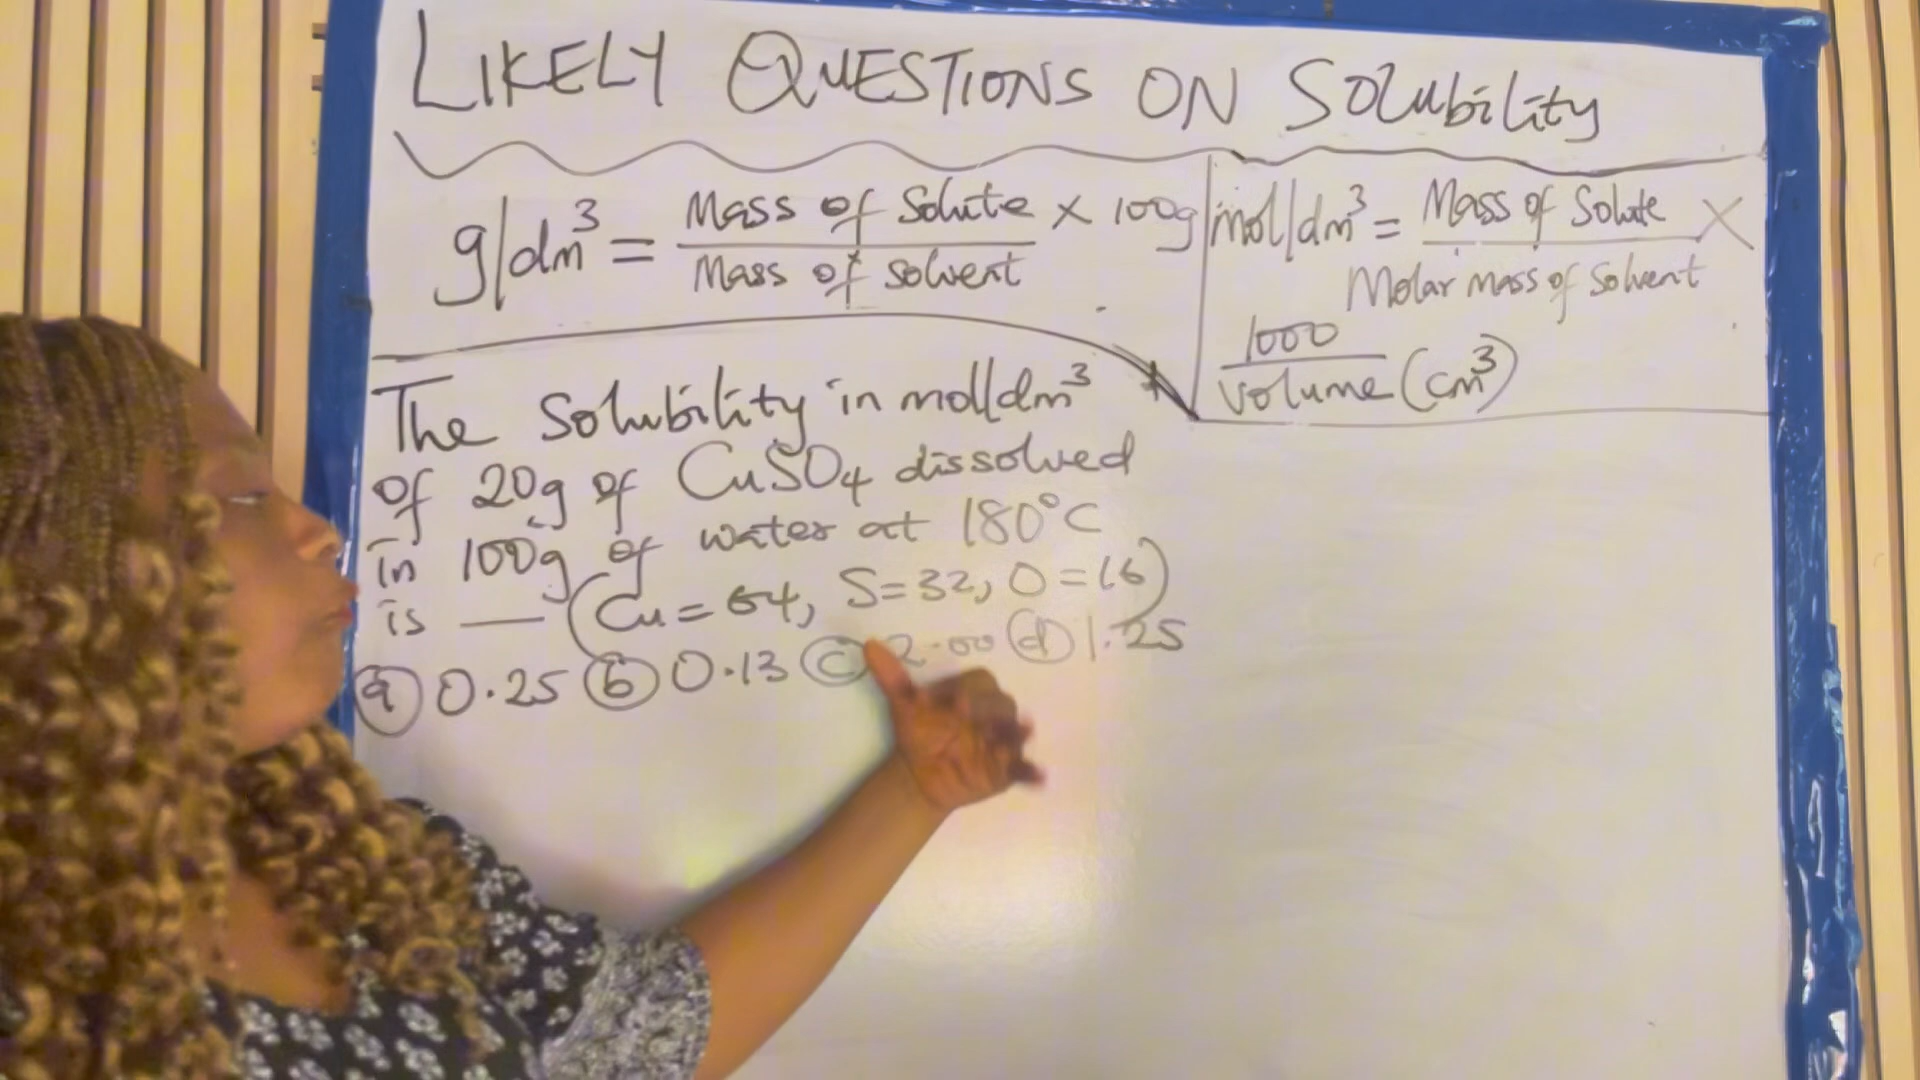 LIKELY QUESTIONS ON SOlubility
g/dm³ = Mass of Solute / Mass of Solvent × 100g
mol/dm³ = Mass of Solute / Molar mass of Solvent ×
1000 / volume (cm³)
The Solubility in mol/dm³
of 20g of CuSO₄ dissolved
in 100g of water at 180°C
is — (Cu = 64, S=32, O=16)
(a) 0.25 (b) 0.13 (c) 2.00 (d) 1.25